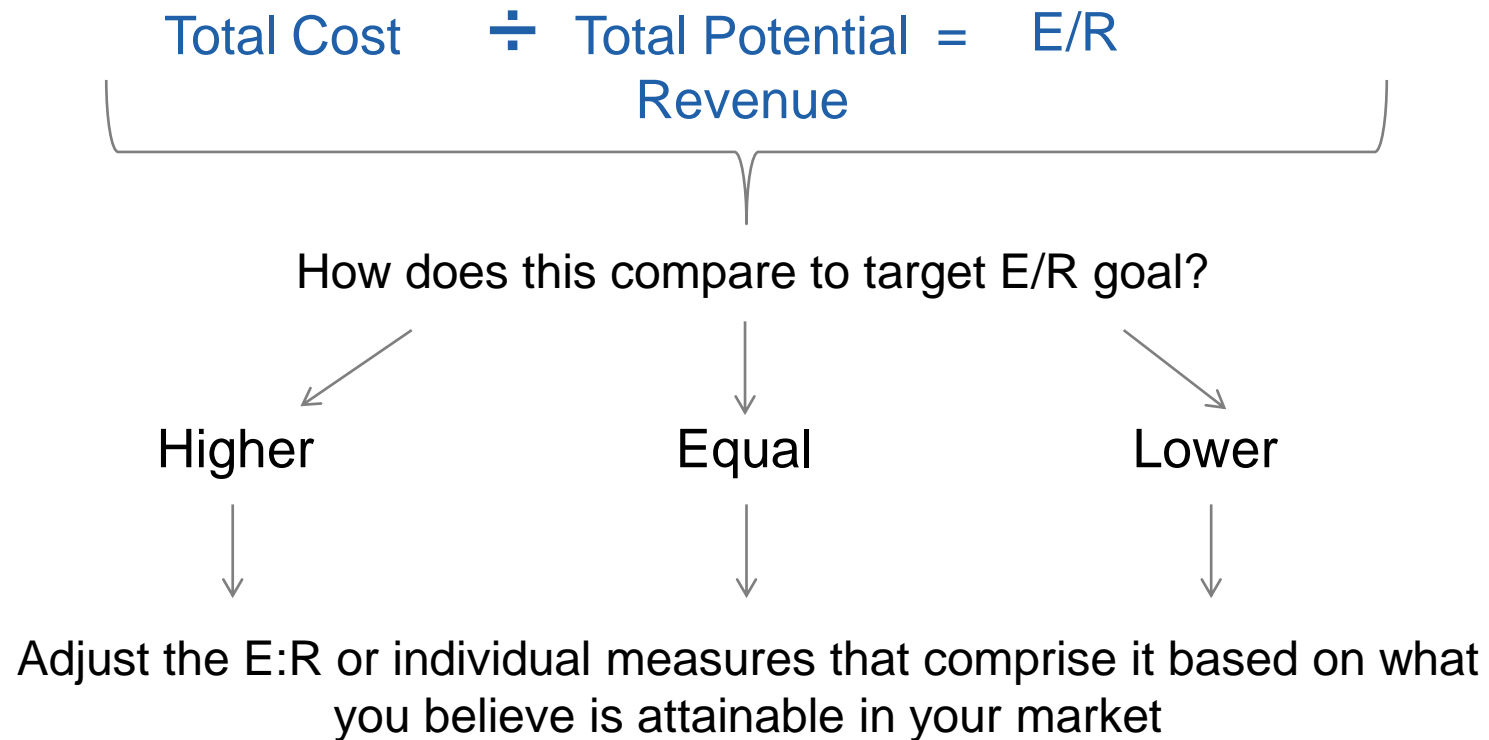 Total Cost ÷ Total Potential = E/R
Revenue
How does this compare to target E/R goal?
Higher Equal Lower
Adjust the E:R or individual measures that comprise it based on what
you believe is attainable in your market